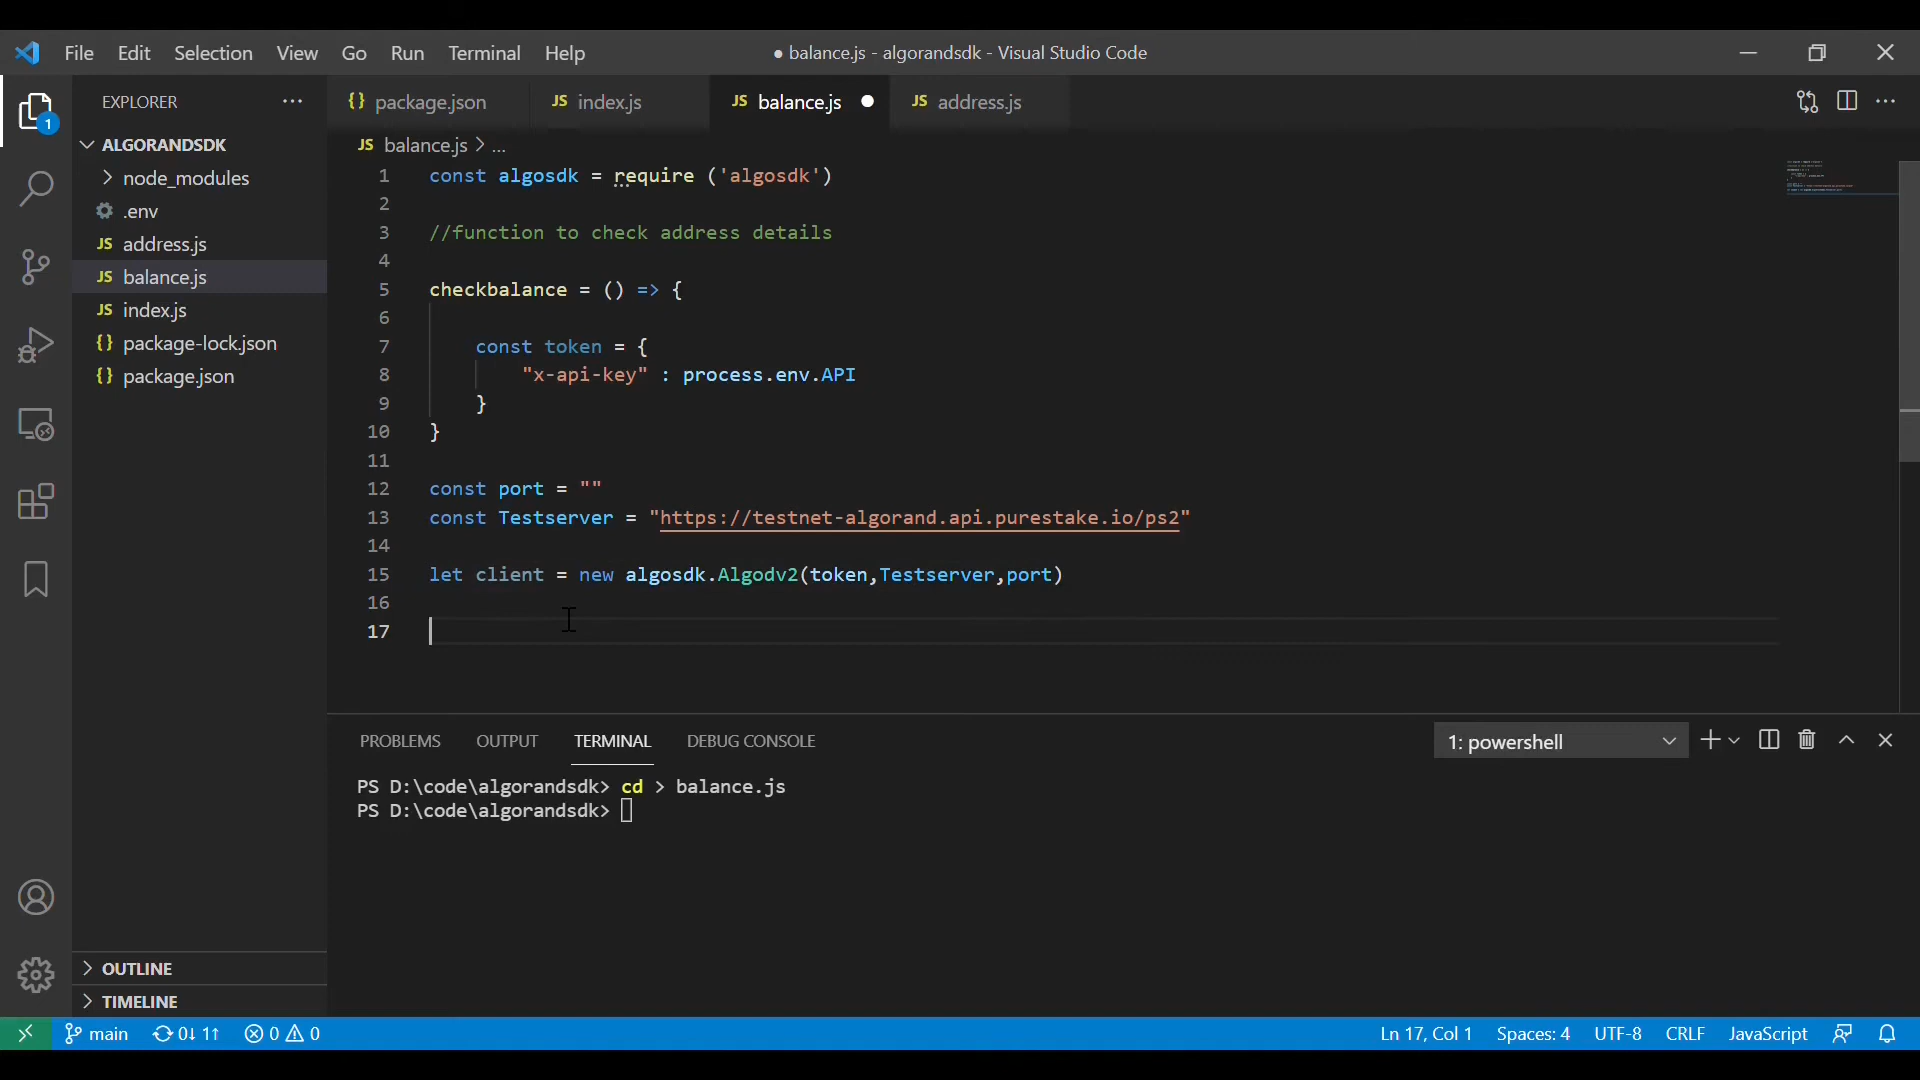 File Edit Selection View Go Run Terminal Help
● balance.js - algorandsdk - Visual Studio Code
EXPLORER
ALGORANDSDK
node_modules
.env
JS address.js
JS balance.js
JS index.js
{} package-lock.json
{} package.json
OUTLINE
TIMELINE
1
{} package.json JS index.js JS balance.js ● JS address.js
JS balance.js > ...
1 const algosdk = require ('algosdk')
2
3 //function to check address details
4
5 checkbalance = () => {
6
7 const token = {
8 "x-api-key" : process.env.API
9 }
10 }
11
12 const port = ""
13 const Testserver = "https://testnet-algorand.api.purestake.io/ps2"
14
15 let client = new algosdk.Algodv2(token,Testserver,port)
16
17
PROBLEMS OUTPUT TERMINAL DEBUG CONSOLE
1: powershell
PS D:\code\algorandsdk> cd > balance.js
PS D:\code\algorandsdk>
main 0↓ 1↑ 0 0
Ln 17, Col 1 Spaces: 4 UTF-8 CRLF JavaScript